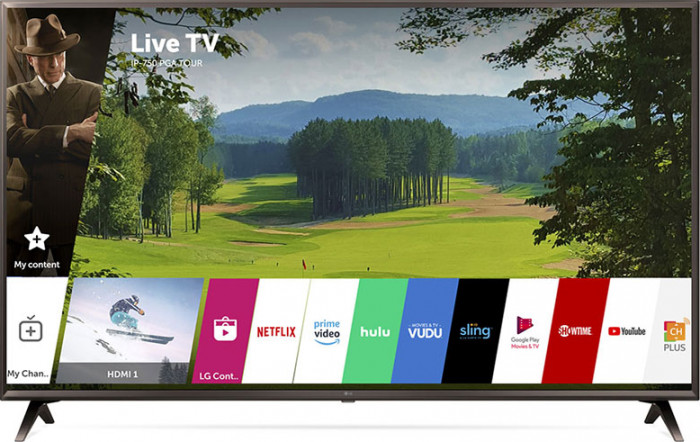 Live TV
IP-750 PGA TOUR
My content
My Chan..
HDMI 1
LG Cont..
NETFLIX
prime
video
hulu
MOVIES & TV
VUDU
sling
Google Play
Movies & TV
SHOWTIME
YouTube
CH
PLUS
LG